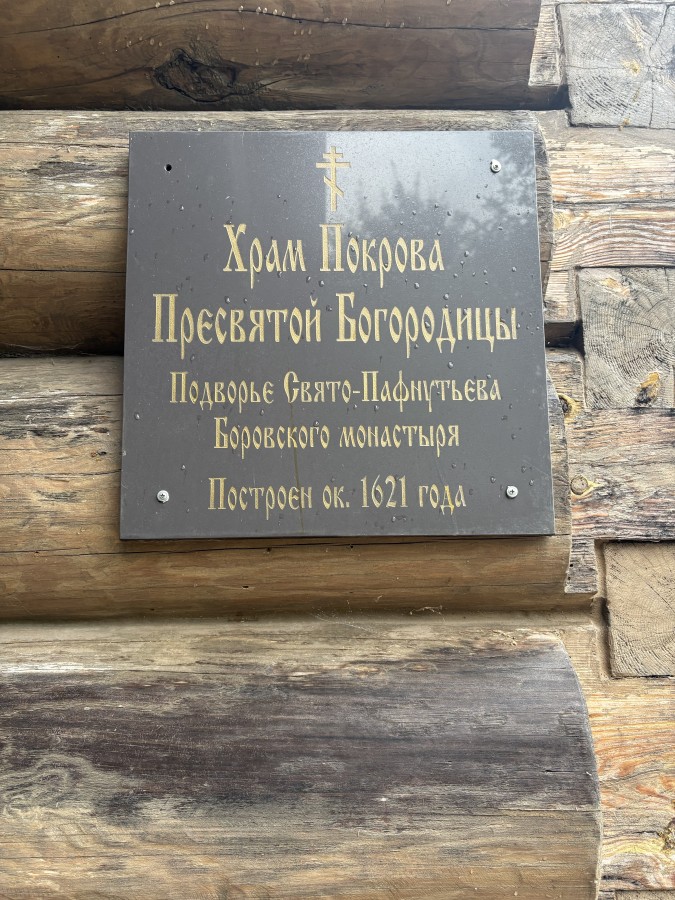 Храм Покрова
Пресвятой Богородицы
Подворье Свято-Пафнутьева
Боровского монастыря
Построен ок. 1621 года